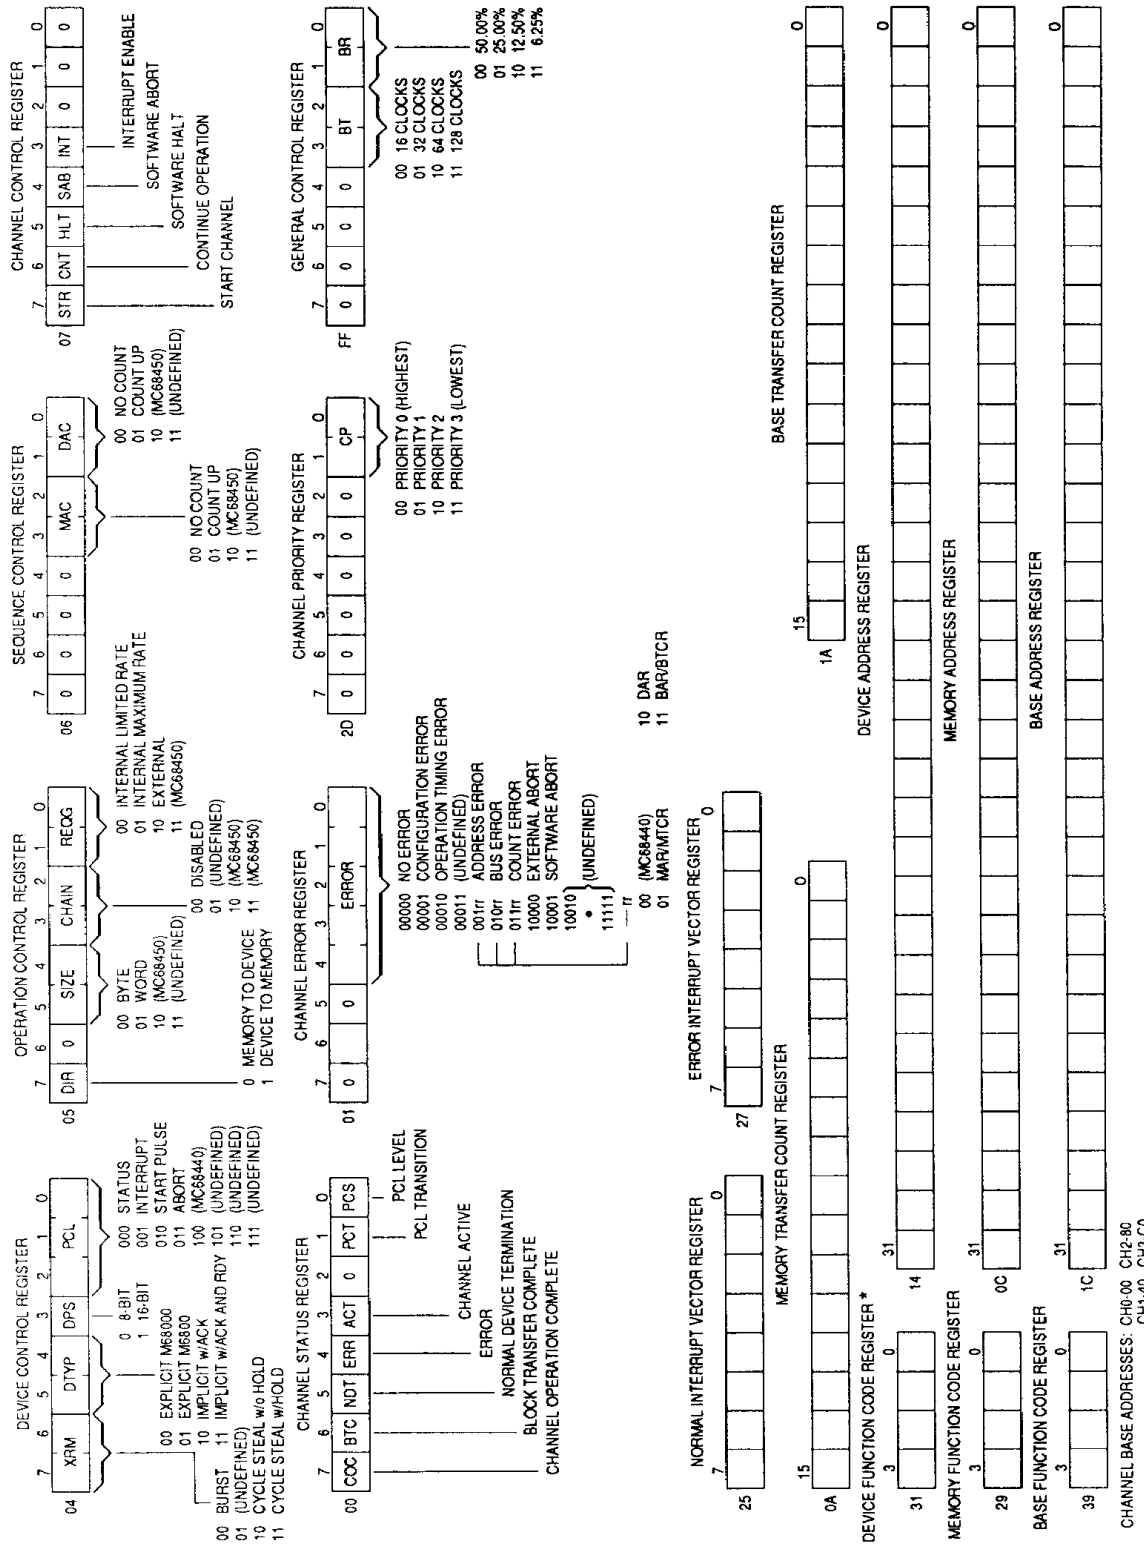 DEVICE CONTROL REGISTER
7 6 5 4 3 2 1 0
04 XRM DTYP DPS PCL
00 BURST
01 (UNDEFINED)
10 CYCLE STEAL w/o HOLD
11 CYCLE STEAL w/HOLD
00 EXPLICIT M68000
01 EXPLICIT M6800
10 IMPLICIT w/ACK
11 IMPLICIT w/ACK AND RDY
0 8-BIT
1 16-BIT
000 STATUS
001 INTERRUPT
010 START PULSE
011 ABORT
100 (MC68440)
101 (UNDEFINED)
110 (UNDEFINED)
111 (UNDEFINED)
OPERATION CONTROL REGISTER
7 6 5 4 3 2 1 0
05 DIR 0 SIZE CHAIN REQG
0 MEMORY TO DEVICE
1 DEVICE TO MEMORY
00 BYTE
01 WORD
10 (MC68450)
11 (UNDEFINED)
00 DISABLED
01 (UNDEFINED)
10 (MC68450)
11 (MC68450)
00 INTERNAL LIMITED RATE
01 INTERNAL MAXIMUM RATE
10 EXTERNAL
11 (MC68450)
SEQUENCE CONTROL REGISTER
7 6 5 4 3 2 1 0
06 0 0 0 0 MAC DAC
00 NO COUNT
01 COUNT UP
10 (MC68450)
11 (UNDEFINED)
00 NO COUNT
01 COUNT UP
10 (MC68450)
11 (UNDEFINED)
CHANNEL CONTROL REGISTER
7 6 5 4 3 2 1 0
07 STR CNT HLT SAB INT 0 0 0
INTERRUPT ENABLE
SOFTWARE ABORT
SOFTWARE HALT
CONTINUE OPERATION
START CHANNEL
CHANNEL STATUS REGISTER
7 6 5 4 3 2 1 0
00 COC BTC NDT ERR ACT 0 PCT PCS
PCL LEVEL
PCL TRANSITION
CHANNEL ACTIVE
ERROR
NORMAL DEVICE TERMINATION
BLOCK TRANSFER COMPLETE
CHANNEL OPERATION COMPLETE
CHANNEL ERROR REGISTER
7 6 5 4 3 2 1 0
01 0 0 0 ERROR
00000 NO ERROR
00001 CONFIGURATION ERROR
00010 OPERATION TIMING ERROR
00011 (UNDEFINED)
001rr ADDRESS ERROR
010rr BUS ERROR
011rr COUNT ERROR
10000 EXTERNAL ABORT
10001 SOFTWARE ABORT
10010
• (UNDEFINED)
11111
rr
00 (MC68440) 10 DAR
01 MAR/MTCR 11 BAR/BTCR
CHANNEL PRIORITY REGISTER
7 6 5 4 3 2 1 0
2D 0 0 0 0 0 0 CP
00 PRIORITY 0 (HIGHEST)
01 PRIORITY 1
10 PRIORITY 2
11 PRIORITY 3 (LOWEST)
GENERAL CONTROL REGISTER
7 6 5 4 3 2 1 0
FF 0 0 0 0 BT BR
00 16 CLOCKS
01 32 CLOCKS
10 64 CLOCKS
11 128 CLOCKS
00 50.00%
01 25.00%
10 12.50%
11 6.25%
NORMAL INTERRUPT VECTOR REGISTER
7 0
25
ERROR INTERRUPT VECTOR REGISTER
7 0
27
MEMORY TRANSFER COUNT REGISTER
15 0
0A
BASE TRANSFER COUNT REGISTER
15 0
1A
DEVICE FUNCTION CODE REGISTER *
3 0
31
DEVICE ADDRESS REGISTER
31 0
14
MEMORY FUNCTION CODE REGISTER
3 0
29
MEMORY ADDRESS REGISTER
31 0
0C
BASE FUNCTION CODE REGISTER
3 0
39
BASE ADDRESS REGISTER
31 0
1C
CHANNEL BASE ADDRESSES: CH0-00 CH2-80
CH1-40 CH3-C0